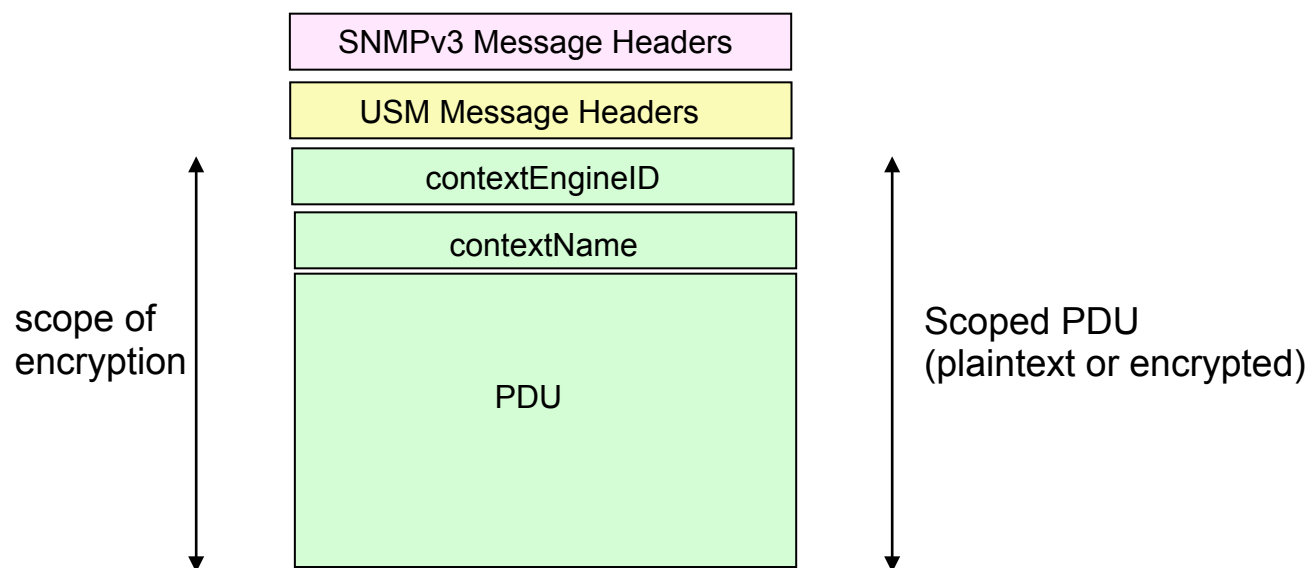 SNMPv3 Message Headers
USM Message Headers
contextEngineID
contextName
scope of
encryption
PDU
Scoped PDU
(plaintext or encrypted)